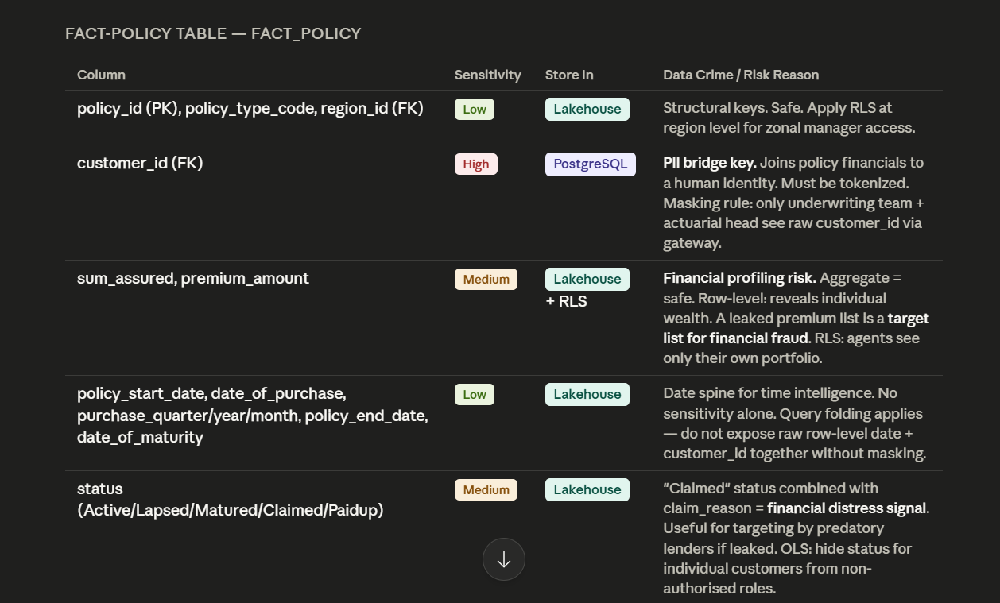 FACT-POLICY TABLE — FACT_POLICY
Column Sensitivity Store In Data Crime / Risk Reason
policy_id (PK), policy_type_code, region_id (FK) Low Lakehouse Structural keys. Safe. Apply RLS at
region level for zonal manager access.
customer_id (FK) High PostgreSQL PII bridge key. Joins policy financials to
a human identity. Must be tokenized.
Masking rule: only underwriting team +
actuarial head see raw customer_id via
gateway.
sum_assured, premium_amount Medium Lakehouse Financial profiling risk. Aggregate =
+ RLS safe. Row-level: reveals individual
wealth. A leaked premium list is a target
list for financial fraud. RLS: agents see
only their own portfolio.
policy_start_date, date_of_purchase, Low Lakehouse Date spine for time intelligence. No
purchase_quarter/year/month, policy_end_date, sensitivity alone. Query folding applies
date_of_maturity — do not expose raw row-level date +
customer_id together without masking.
status Medium Lakehouse "Claimed" status combined with
(Active/Lapsed/Matured/Claimed/Paidup) claim_reason = financial distress signal.
Useful for targeting by predatory
lenders if leaked. OLS: hide status for
individual customers from non-
authorised roles.